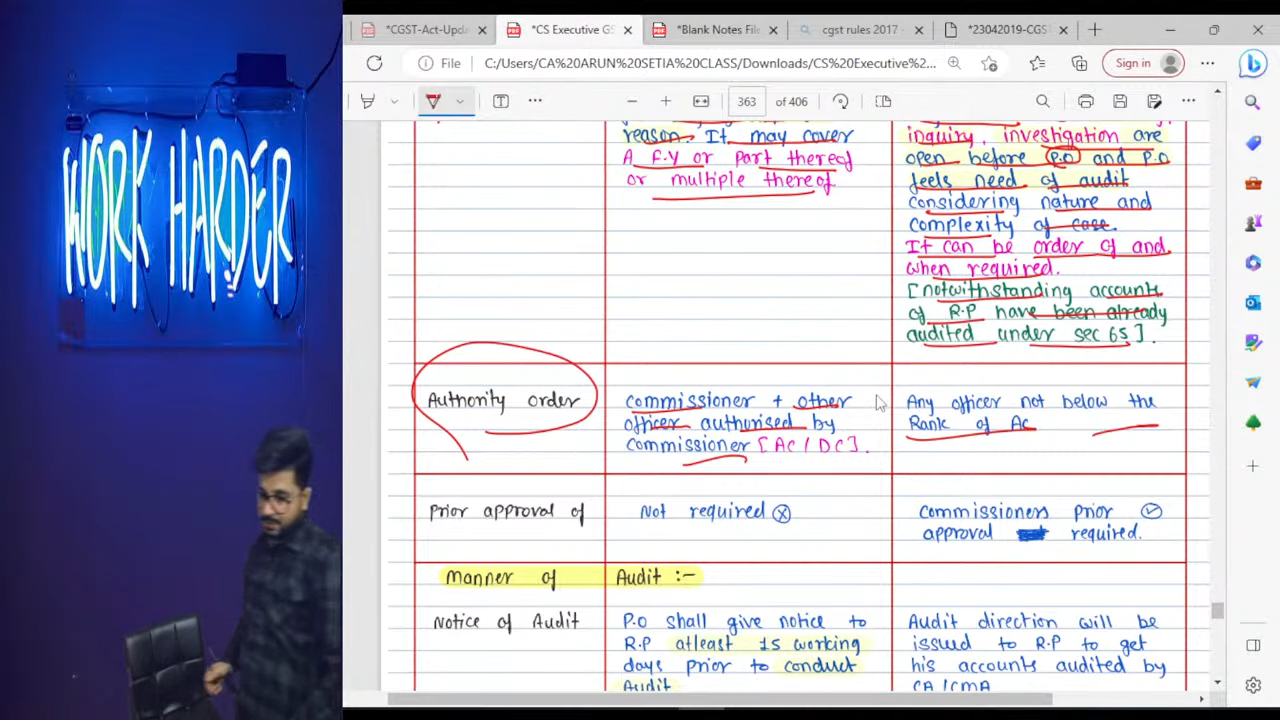 WORK HARDER
*CGST-Act-Upda
*CS Executive GS
*Blank Notes File
cgst rules 2017
*23042019-CGS
File
C:/Users/CA%20ARUN%20SETIA%20CLASS/Downloads/CS%20Executive%2...
Sign in
363 of 406
reason. It may cover
A F.Y or Part thereof
or multiple thereof
inquiry, investigation are
open before P.O and P.O
feels need of audit
considering nature and
complexity of case.
It can be order of and
when required.
[notwithstanding accounts
of R.P have been already
audited under sec 65].
Authority order
commissioner + other
officer authorised by
commissioner [AC/DC].
Any officer not below the
Rank of Ac
Prior approval of
Not required
commissioners prior
approval required.
Manner of Audit :-
Notice of Audit
P.O shall give notice to
R.P atleast 15 working
days prior to conduct
Audit
Audit direction will be
issued to R.P to get
his accounts audited by
CA/CMA